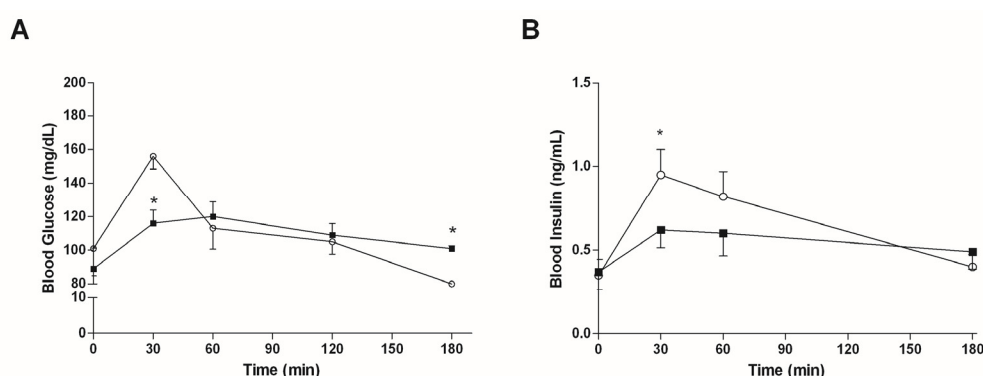 A
Blood Glucose (mg/dL)
200
180
160
140
120
100
80
10
0
*
*
0 30 60 90 120 150 180
Time (min)
B
Blood Insulin (ng/mL)
1.5
1.0
0.5
0.0
*
0 30 60 90 120 150 180
Time (min)